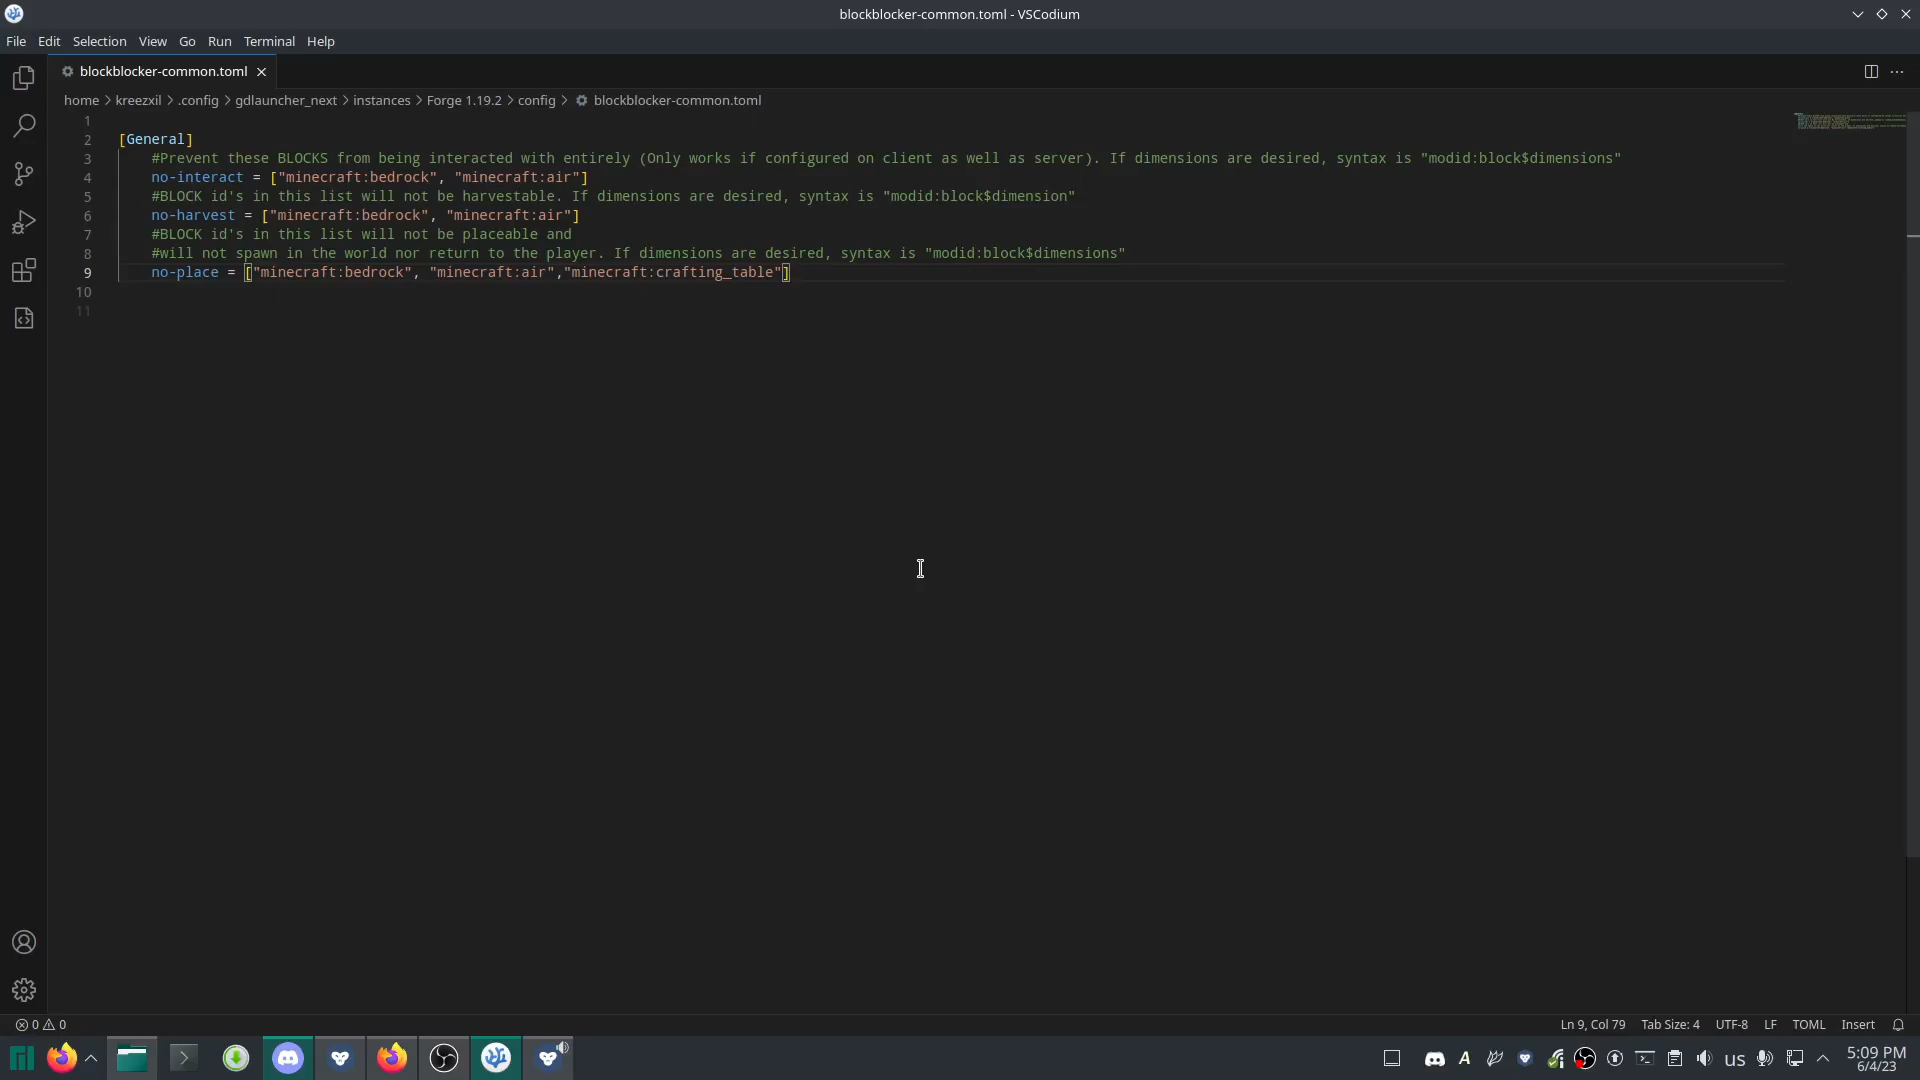 blockblocker-common.toml - VSCodium
File Edit Selection View Go Run Terminal Help
blockblocker-common.toml
home > kreezxil > .config > gdlauncher_next > instances > Forge 1.19.2 > config > blockblocker-common.toml
1
2 [General]
3 #Prevent these BLOCKS from being interacted with entirely (Only works if configured on client as well as server). If dimensions are desired, syntax is "modid:block$dimensions"
4 no-interact = ["minecraft:bedrock", "minecraft:air"]
5 #BLOCK id's in this list will not be harvestable. If dimensions are desired, syntax is "modid:block$dimension"
6 no-harvest = ["minecraft:bedrock", "minecraft:air"]
7 #BLOCK id's in this list will not be placeable and
8 #will not spawn in the world nor return to the player. If dimensions are desired, syntax is "modid:block$dimensions"
9 no-place = ["minecraft:bedrock", "minecraft:air","minecraft:crafting_table"]
10
11
0 0 Ln 9, Col 79 Tab Size: 4 UTF-8 LF TOML Insert
A us 5:09 PM
6/4/23